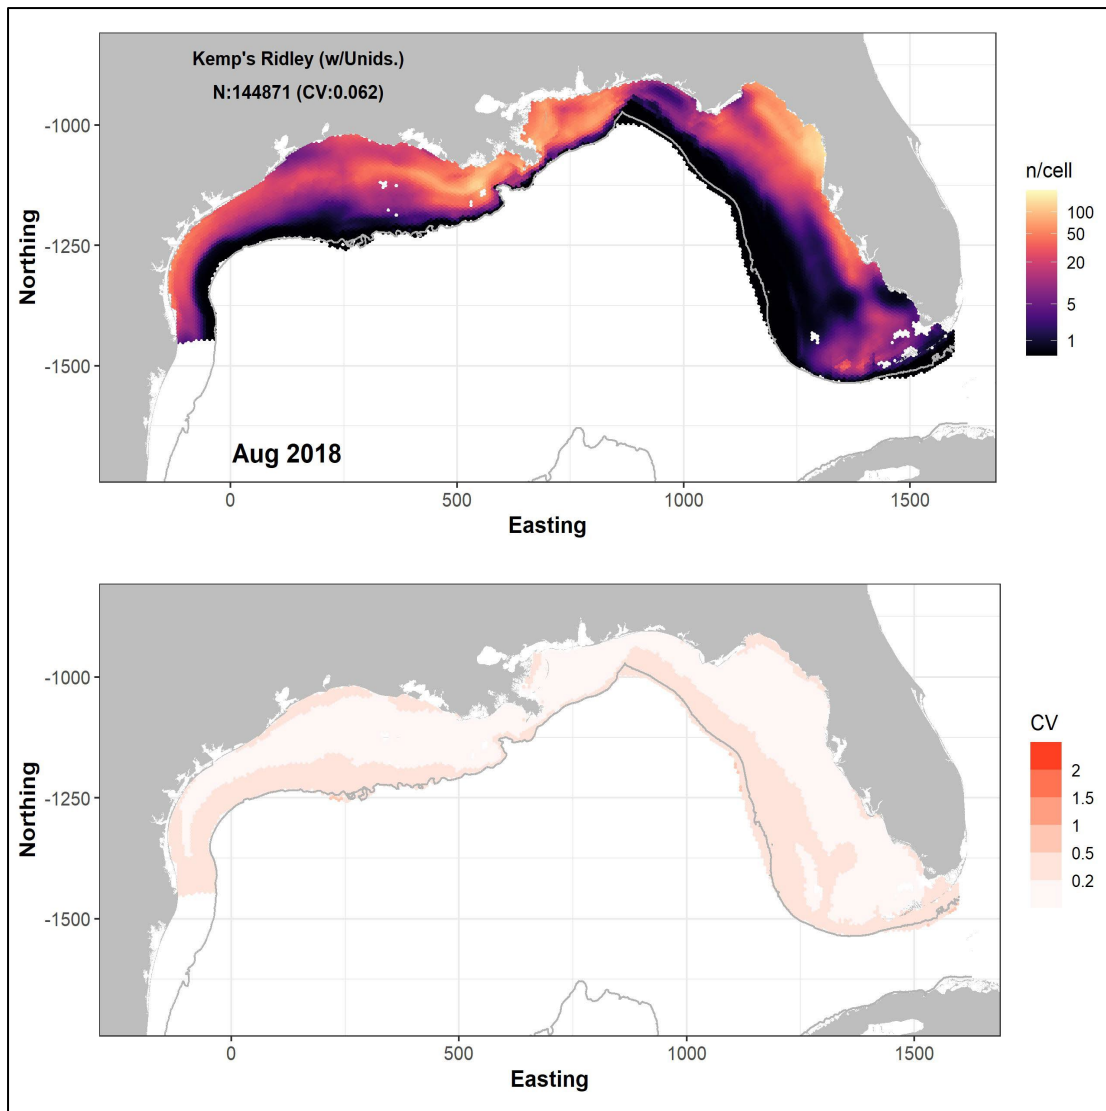 Kemp's Ridley (w/Unids.)
N:144871 (CV:0.062)
-1000
-1250
-1500
Northing
Aug 2018
0 500 1000 1500
Easting
n/cell
100
50
20
5
1
-1000
-1250
-1500
Northing
0 500 1000 1500
Easting
CV
2
1.5
1
0.5
0.2